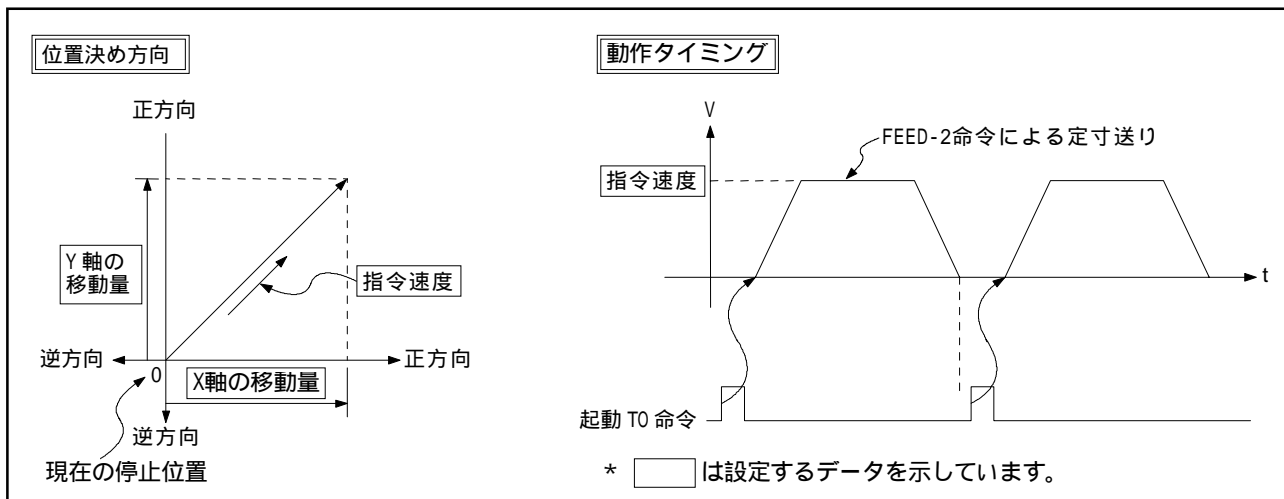 位置決め方向
正方向
Y軸の
移動量
指令速度
逆方向
正方向
0
X軸の移動量
逆方向
現在の停止位置
動作タイミング
V
FEED-2命令による定寸送り
指令速度
t
起動 TO 命令
* は設定するデータを示しています。